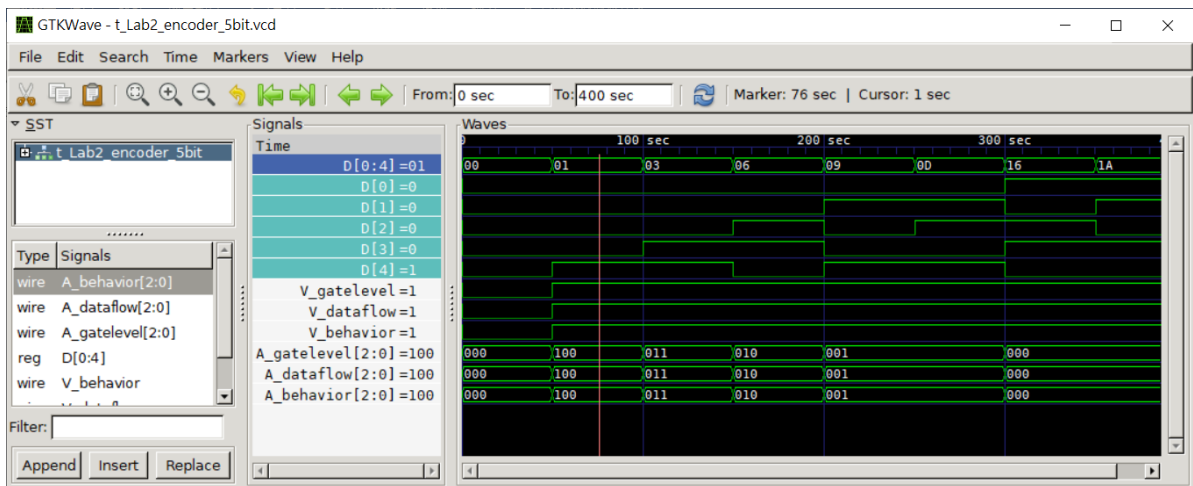 GTKWave - t_Lab2_encoder_5bit.vcd
File Edit Search Time Markers View Help
From: 0 sec To: 400 sec Marker: 76 sec | Cursor: 1 sec
SST
t_Lab2_encoder_5bit
Type Signals
wire A_behavior[2:0]
wire A_dataflow[2:0]
wire A_gatelevel[2:0]
reg D[0:4]
wire V_behavior
Filter:
Append Insert Replace
Signals
Time
D[0:4]=01
D[0]=0
D[1]=0
D[2]=0
D[3]=0
D[4]=1
V_gatelevel=1
V_dataflow=1
V_behavior=1
A_gatelevel[2:0]=100
A_dataflow[2:0]=100
A_behavior[2:0]=100
Waves
100 sec 200 sec 300 sec
00 01 03 06 09 0D 16 1A
000 100 011 010 001 000
000 100 011 010 001 000
000 100 011 010 001 000